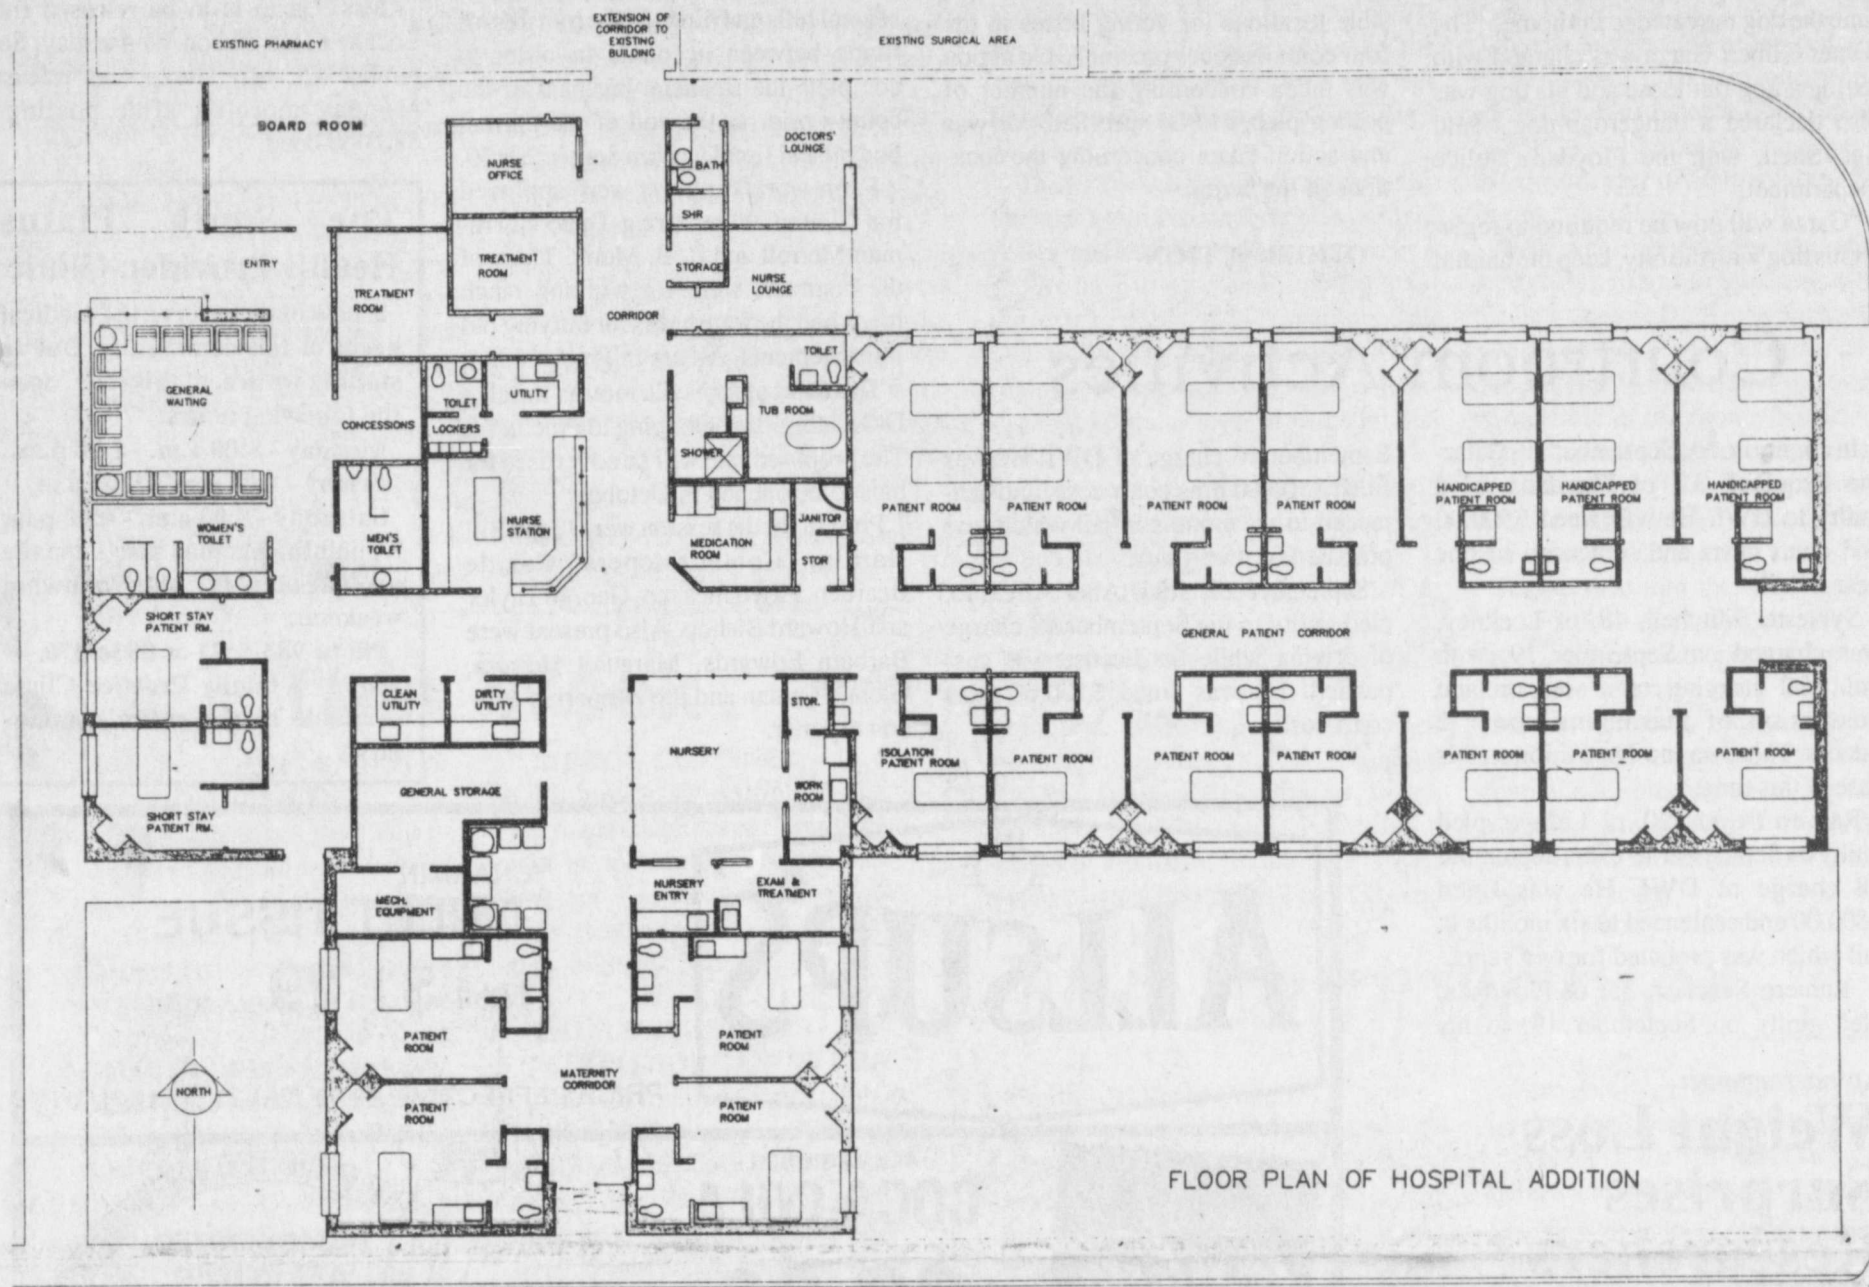 EXISTING PHARMACY
EXTENSION OF
CORRIDOR TO
EXISTING
BUILDING
EXISTING SURGICAL AREA
BOARD ROOM
NURSE
OFFICE
BATH
DOCTORS'
LOUNGE
SHR
ENTRY
TREATMENT
ROOM
STORAGE
NURSE
LOUNGE
TREATMENT
ROOM
CORRIDOR
TOILET
GENERAL
WAITING
TOILET
UTILITY
TUB ROOM
CONCESSIONS
LOCKERS
SHOWER
HANDICAPPED
PATIENT ROOM
HANDICAPPED
PATIENT ROOM
HANDICAPPED
PATIENT ROOM
WOMEN'S
TOILET
MEN'S
TOILET
NURSE
STATION
MEDICATION
ROOM
JANITOR
STOR
PATIENT ROOM
PATIENT ROOM
PATIENT ROOM
PATIENT ROOM
SHORT STAY
PATIENT RM.
GENERAL PATIENT CORRIDOR
CLEAN
UTILITY
DIRTY
UTILITY
STOR.
NURSERY
ISOLATION
PATIENT ROOM
PATIENT ROOM
PATIENT ROOM
PATIENT ROOM
PATIENT ROOM
PATIENT ROOM
PATIENT ROOM
GENERAL STORAGE
WORK
ROOM
SHORT STAY
PATIENT RM.
NURSERY
ENTRY
EXAM &
TREATMENT
MECH.
EQUIPMENT
PATIENT
ROOM
PATIENT
ROOM
MATERNITY
CORRIDOR
NORTH
PATIENT
ROOM
PATIENT
ROOM
FLOOR PLAN OF HOSPITAL ADDITION